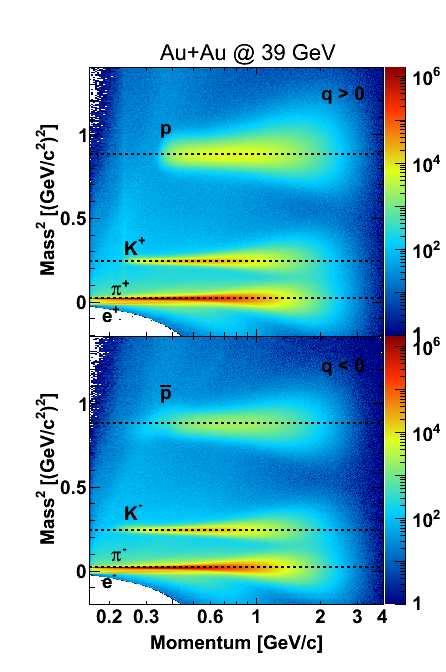 Au+Au @ 39 GeV
q > 0
10⁶
10⁴
10²
1
Mass² [(GeV/c²)²]
1
0.5
0
p
K⁺
π⁺
e⁺
q < 0
10⁶
10⁴
10²
1
Mass² [(GeV/c²)²]
1
0.5
0
p̅
K⁻
π⁻
e⁻
0.2 0.3 0.6 1 2 3 4
Momentum [GeV/c]